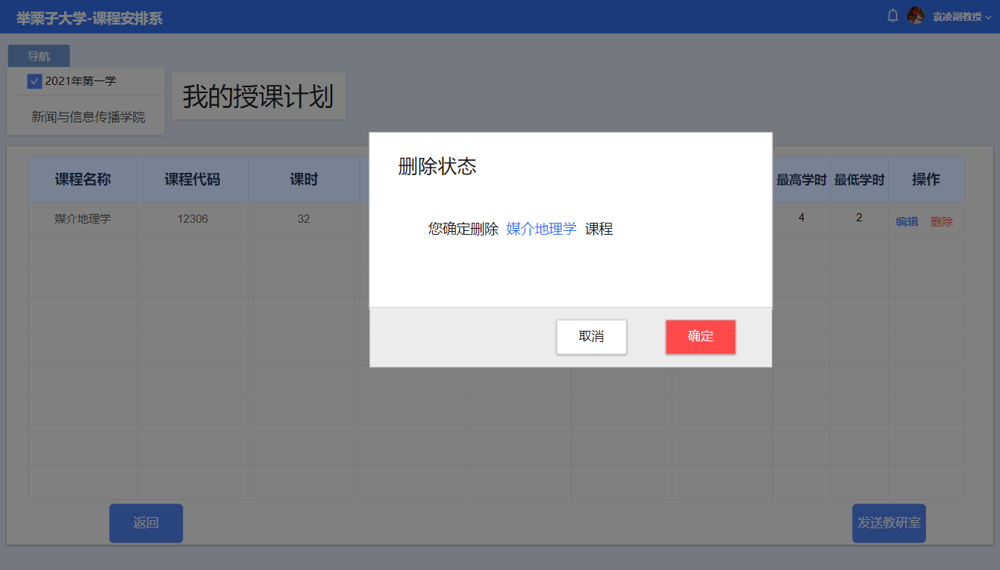 举栗子大学-课程安排系
袁凌副教授
导航
2021年第一学
新闻与信息传播学院
我的授课计划
删除状态
课程名称 课程代码 课时 最高学时 最低学时 操作
媒介地理学 12306 32 4 2 编辑 删除
您确定删除 媒介地理学 课程
取消 确定
返回 发送教研室